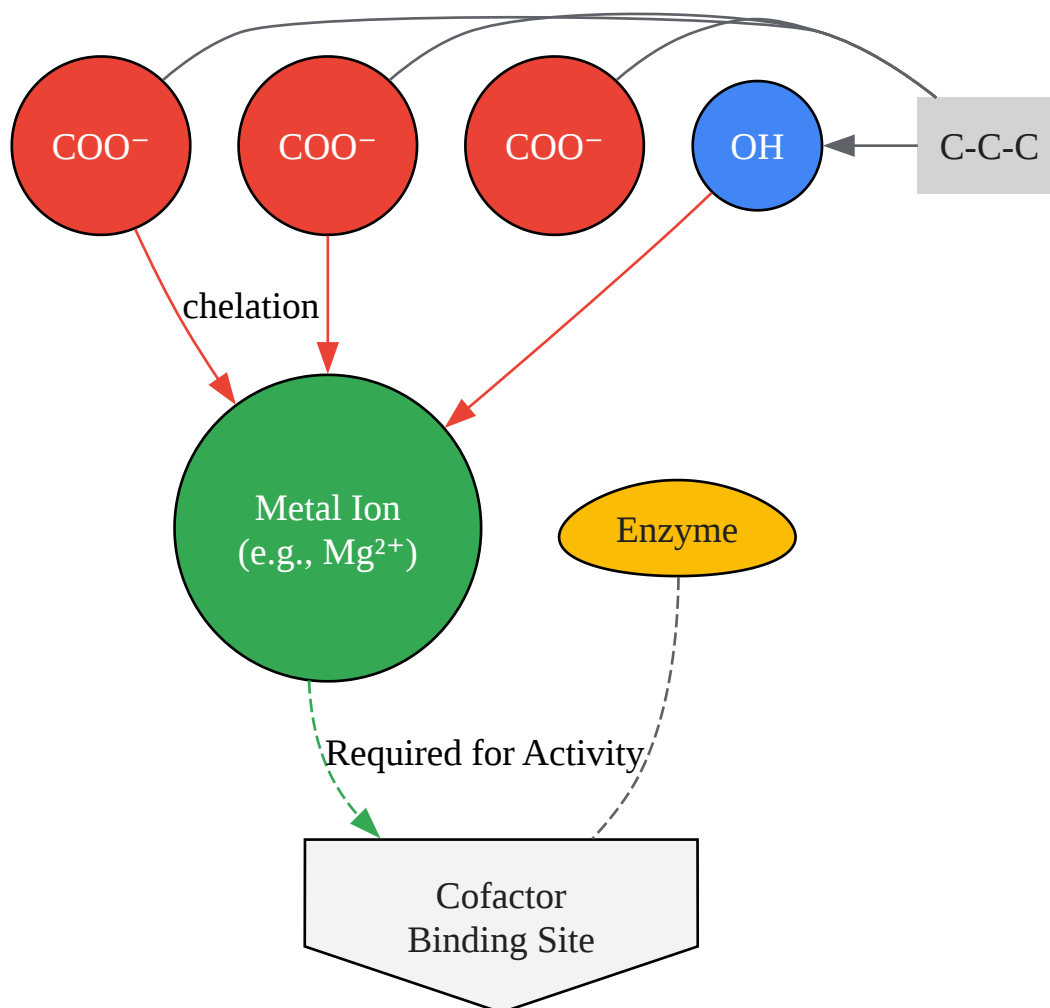 COO⁻
COO⁻
COO⁻
OH
C-C-C
chelation
Metal Ion
(e.g., Mg²⁺)
Enzyme
Required for Activity
Cofactor
Binding Site